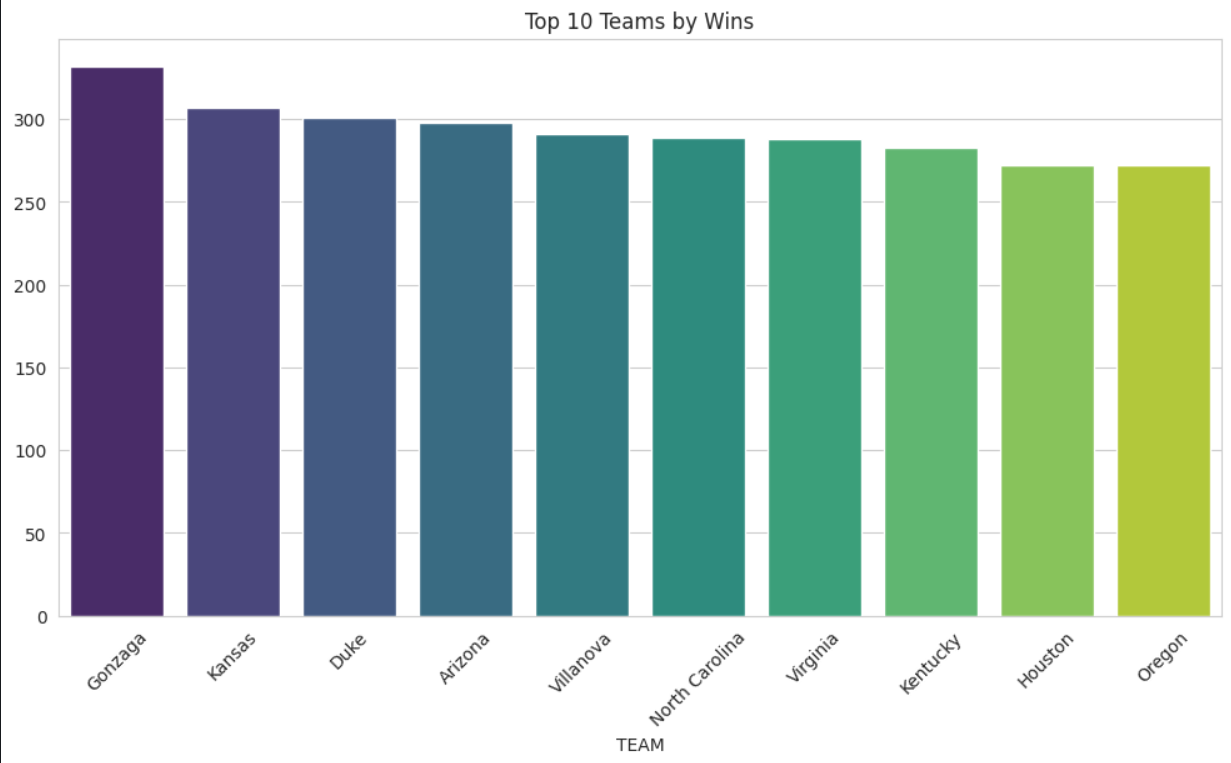 Top 10 Teams by Wins
300
250
200
150
100
50
0
Gonzaga
Kansas
Duke
Arizona
Villanova
North Carolina
Virginia
Kentucky
Houston
Oregon
TEAM